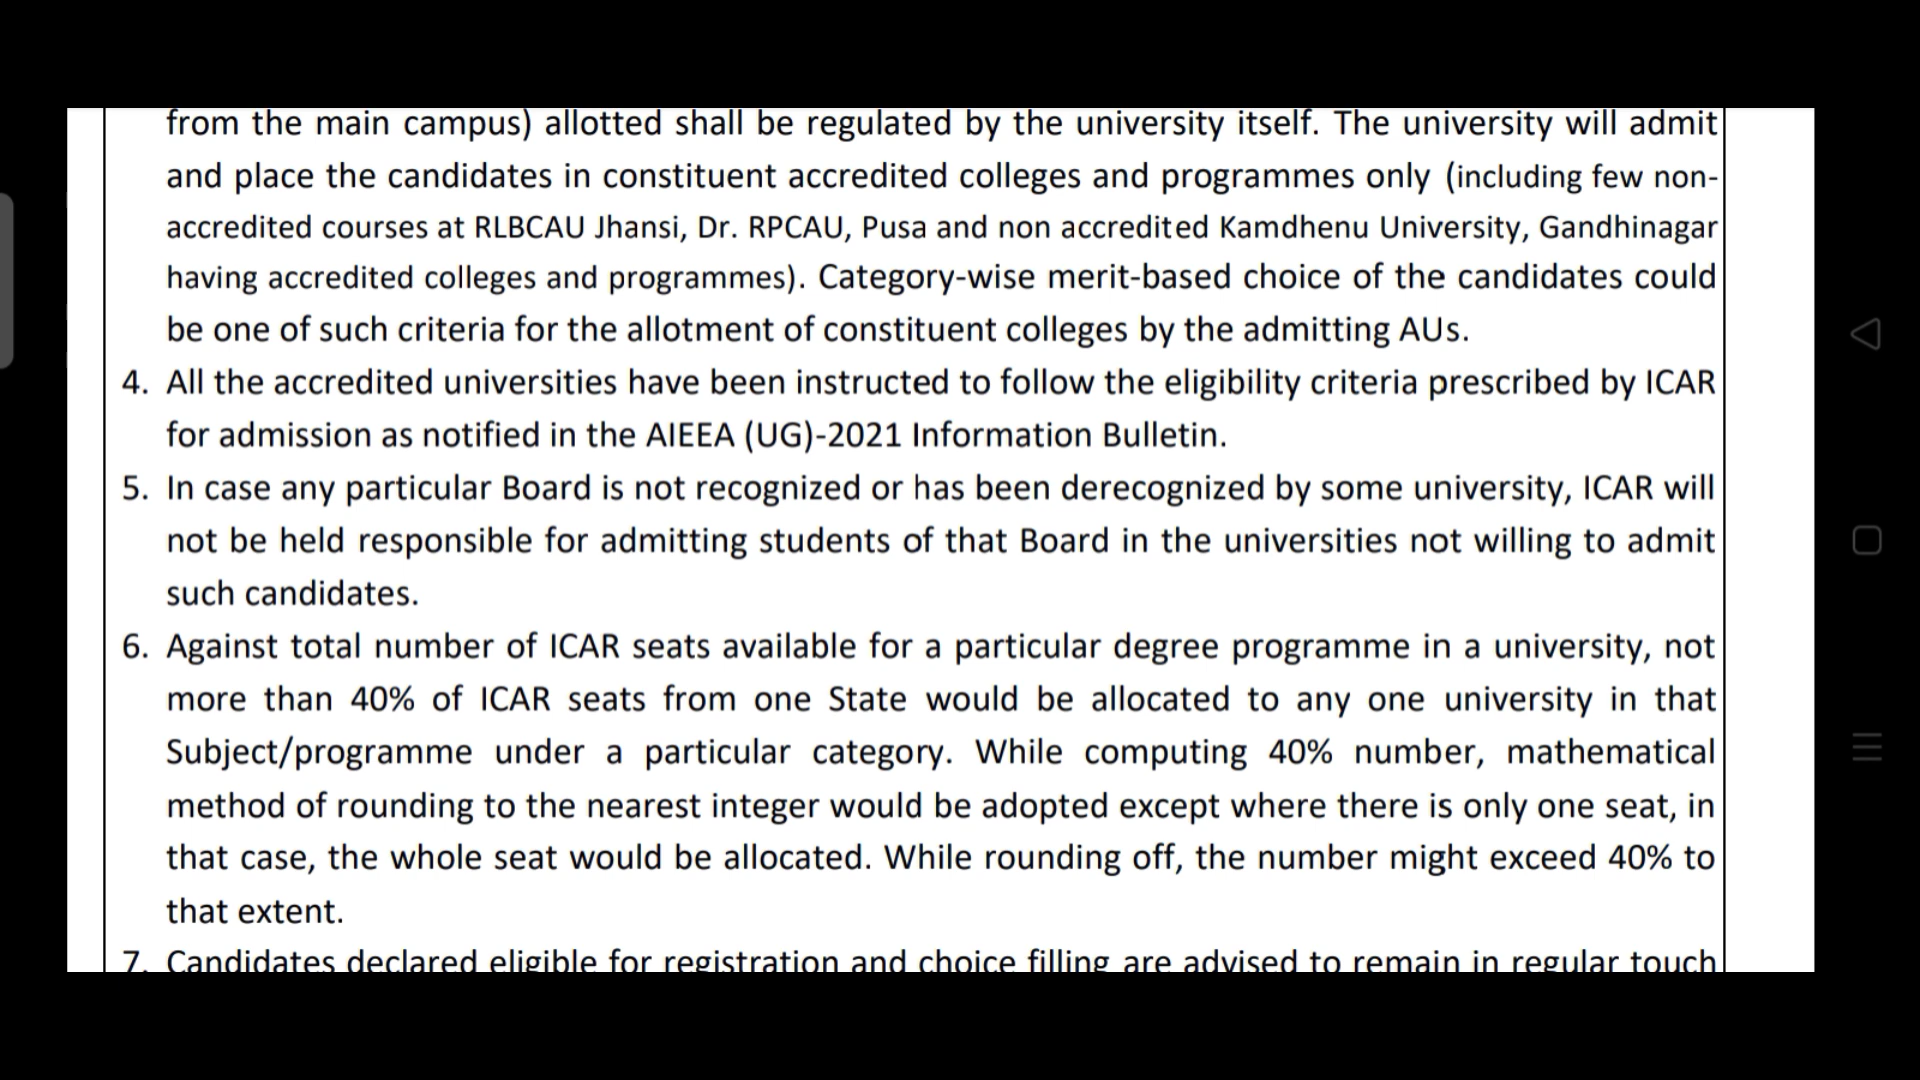 from the main campus) allotted shall be regulated by the university itself. The university will admit
and place the candidates in constituent accredited colleges and programmes only (including few non-
accredited courses at RLBCAU Jhansi, Dr. RPCAU, Pusa and non accredited Kamdhenu University, Gandhinagar
having accredited colleges and programmes). Category-wise merit-based choice of the candidates could
be one of such criteria for the allotment of constituent colleges by the admitting AUs.
4. All the accredited universities have been instructed to follow the eligibility criteria prescribed by ICAR
for admission as notified in the AIEEA (UG)-2021 Information Bulletin.
5. In case any particular Board is not recognized or has been derecognized by some university, ICAR will
not be held responsible for admitting students of that Board in the universities not willing to admit
such candidates.
6. Against total number of ICAR seats available for a particular degree programme in a university, not
more than 40% of ICAR seats from one State would be allocated to any one university in that
Subject/programme under a particular category. While computing 40% number, mathematical
method of rounding to the nearest integer would be adopted except where there is only one seat, in
that case, the whole seat would be allocated. While rounding off, the number might exceed 40% to
that extent.
7. Candidates declared eligible for registration and choice filling are advised to remain in regular touch